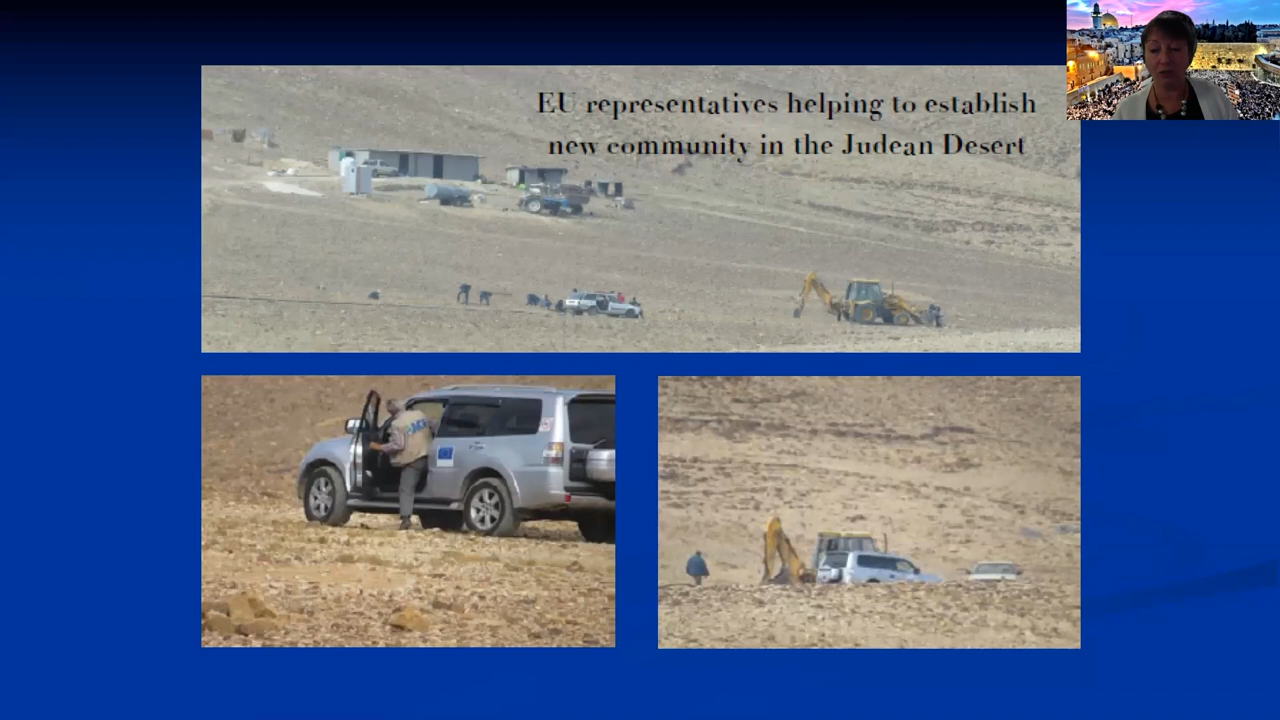 EU representatives helping to establish
new community in the Judean Desert